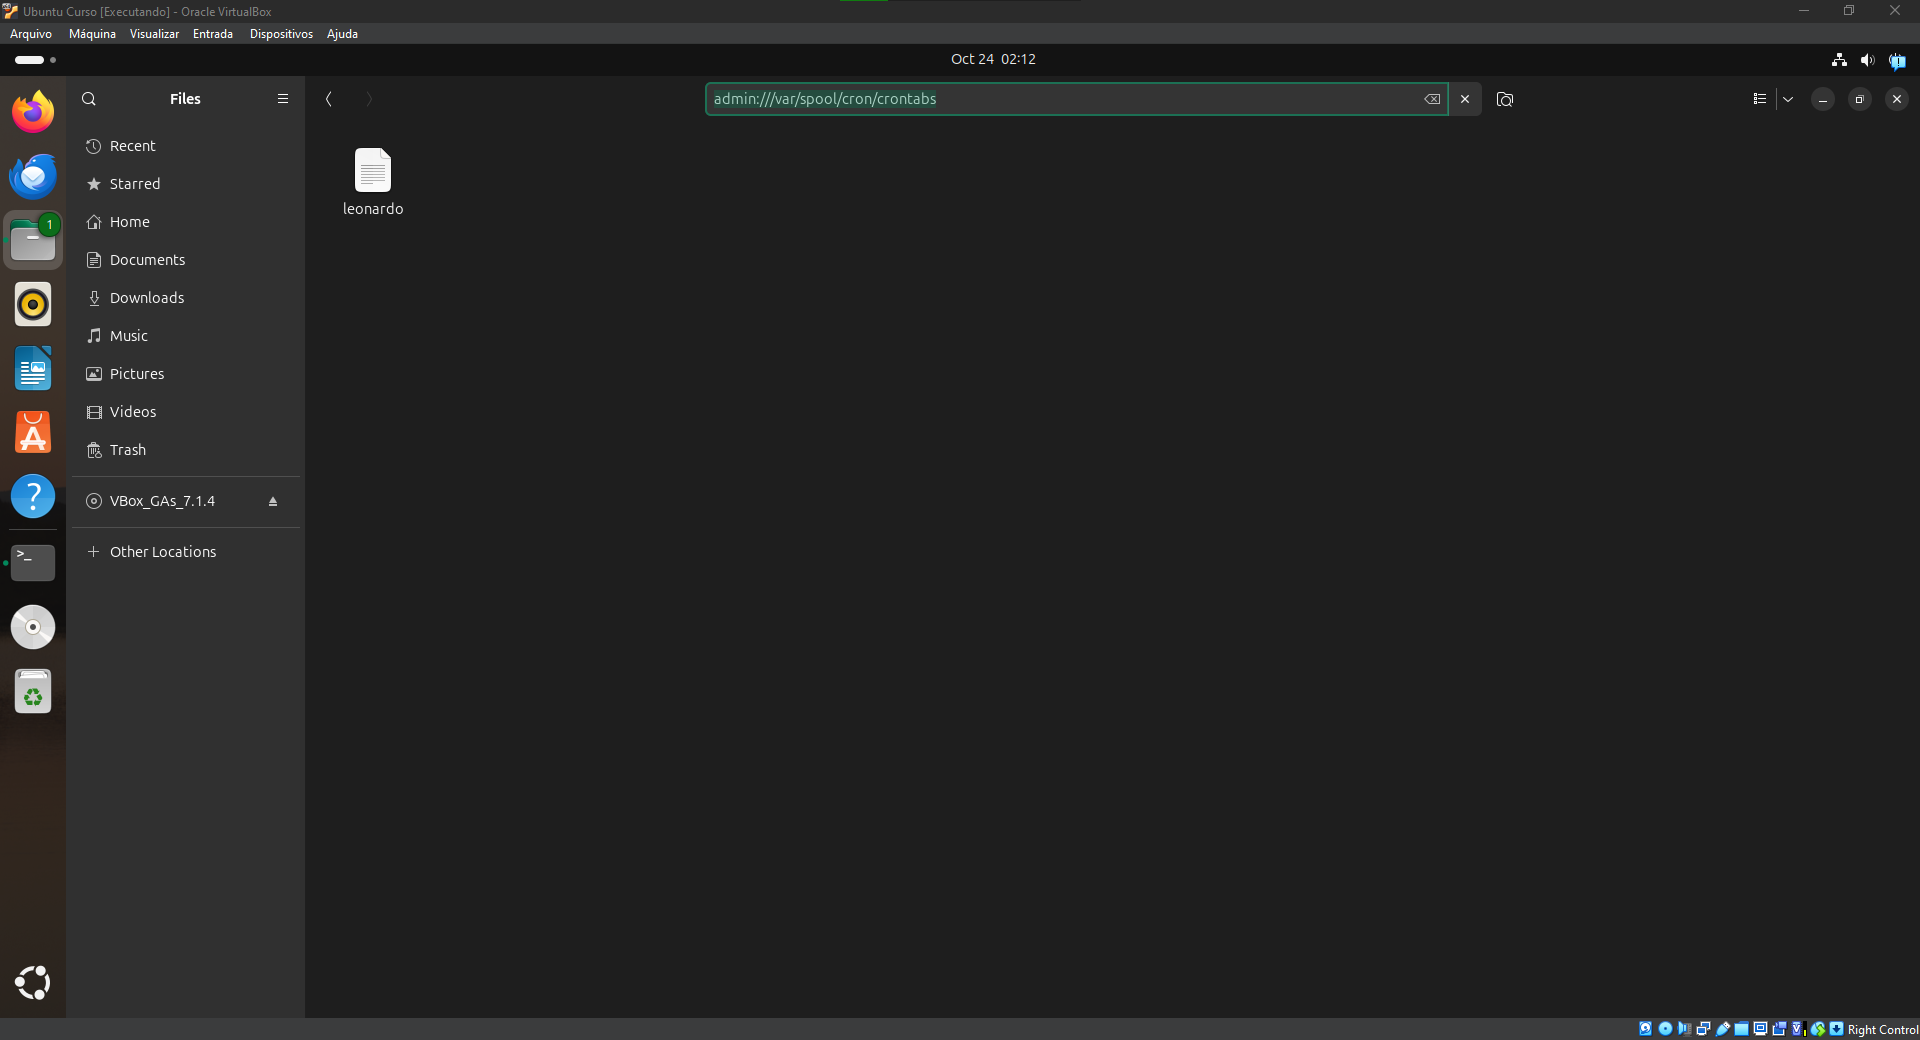 Ubuntu Curso [Executando] - Oracle VirtualBox
Arquivo Máquina Visualizar Entrada Dispositivos Ajuda
Oct 24 02:12
Files
admin:///var/spool/cron/crontabs
Recent
Starred
1
Home
Documents
Downloads
Music
Pictures
Videos
Trash
VBox_GAs_7.1.4
Other Locations
leonardo
>_
Right Control